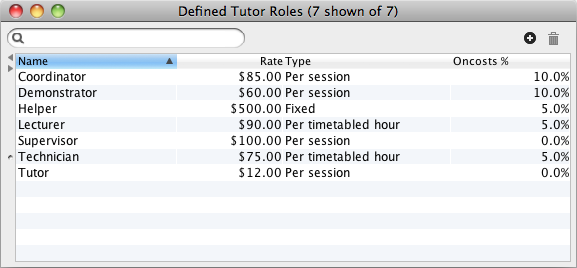 Defined Tutor Roles (7 shown of 7)
Name Rate Type Oncosts %
Coordinator $85.00 Per session 10.0%
Demonstrator $60.00 Per session 10.0%
Helper $500.00 Fixed 5.0%
Lecturer $90.00 Per timetabled hour 5.0%
Supervisor $100.00 Per session 0.0%
Technician $75.00 Per timetabled hour 5.0%
Tutor $12.00 Per session 0.0%